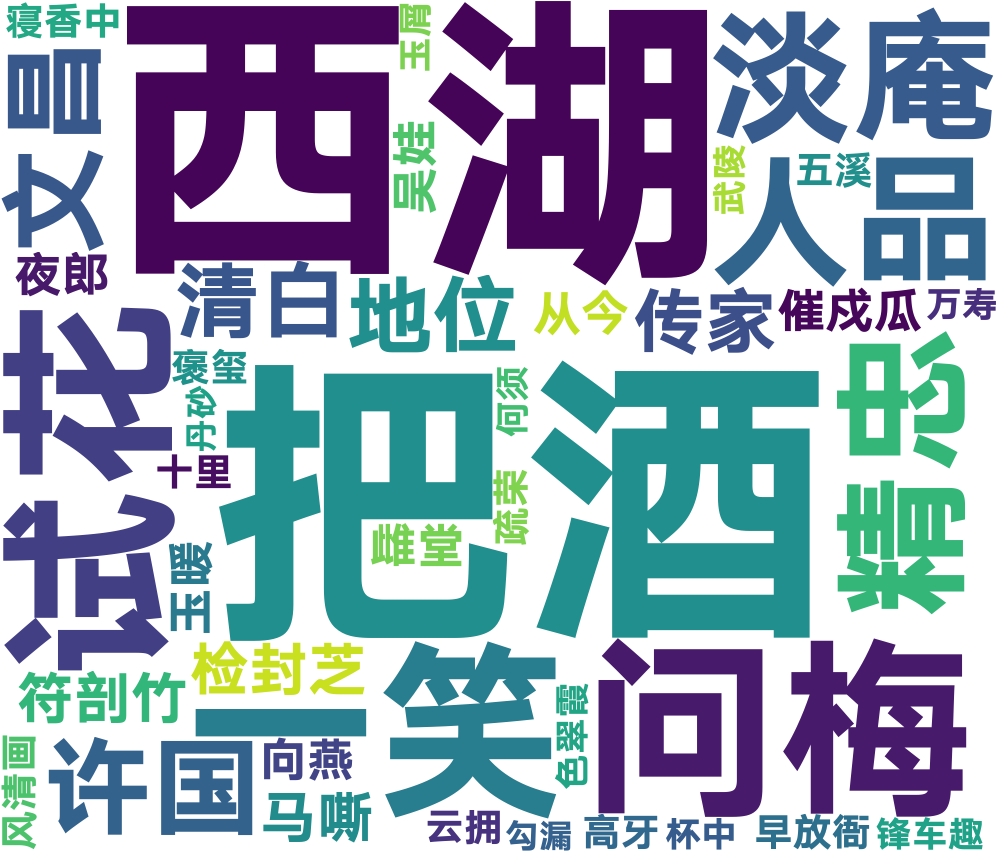 寝香中
西湖
玉屑
淡庵
文昌
吴娃
武陵
五溪
人品
夜郎
清白
地位
从今
传家
催戍瓜
万寿
试花
褒玺
丹砂
十里
把酒
何须
疏荣
精忠
玉暖
符剖竹
检封芝
一笑
问梅
色翠霞
风清画
许国
向燕
马嘶
云拥
勾漏
高牙
杯中
早放衙
锋车趣